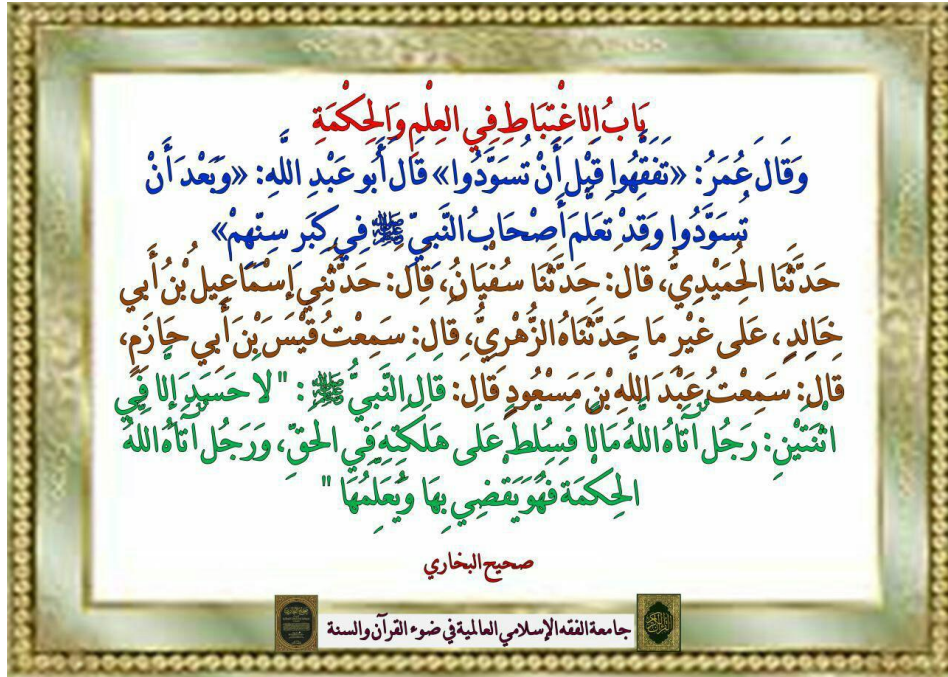 بَابُ الِاغْتِبَاطِ فِي العِلْمِ وَالحِكْمَةِ
وَقَالَ عُمَرُ: «تَفَقَّهُوا قَبْلَ أَنْ تُسَوَّدُوا» قَالَ أَبُو عَبْدِ اللَّهِ: «وَبَعْدَ أَنْ
تُسَوَّدُوا وَقَدْ تَعَلَّمَ أَصْحَابُ النَّبِيِّ ﷺ فِي كِبَرِ سِنِّهِمْ»
حَدَّثَنَا الحُمَيْدِيُّ، قَالَ: حَدَّثَنَا سُفْيَانُ، قَالَ: حَدَّثَنِي إِسْمَاعِيلُ بْنُ أَبِي
خَالِدٍ، عَلَى غَيْرِ مَا حَدَّثَنَاهُ الزُّهْرِيُّ، قَالَ: سَمِعْتُ قَيْسَ بْنَ أَبِي حَازِمٍ،
قَالَ: سَمِعْتُ عَبْدَ اللهِ بْنَ مَسْعُودٍ قَالَ: قَالَ النَّبِيُّ ﷺ: " لاَ حَسَدَ إِلَّا فِي
اثْنَتَيْنِ: رَجُلٌ آتَاهُ اللهُ مَالًا فَسُلِّطَ عَلَى هَلَكَتِهِ فِي الحَقِّ، وَرَجُلٌ آتَاهُ اللهُ
الحِكْمَةَ فَهُوَ يَقْضِي بِهَا وَيُعَلِّمُهَا "
صحيح البخاري
جامعة الفقه الإسلامي العالمية في ضوء القرآن والسنة